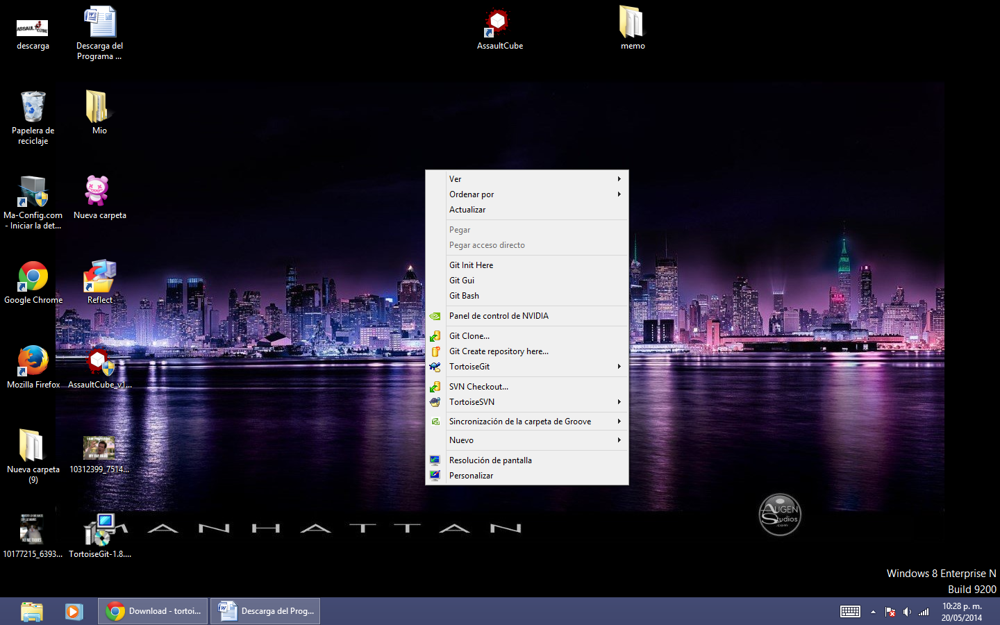 descarga
Descarga del
Programa ...
AssaultCube
memo
Papelera de
reciclaje
Mio
Ma-Config.com
- Iniciar la det...
Nueva carpeta
Google Chrome
Reflect
Mozilla Firefox
AssaultCube_v1...
Nueva carpeta
(9)
10312399_7514...
10177215_6393...
TortoiseGit-1.8....
Ver
Ordenar por
Actualizar
Pegar
Pegar acceso directo
Git Init Here
Git Gui
Git Bash
Panel de control de NVIDIA
Git Clone...
Git Create repository here...
TortoiseGit
SVN Checkout...
TortoiseSVN
Sincronización de la carpeta de Groove
Nuevo
Resolución de pantalla
Personalizar
MANHATTAN
AUGEN
Studios
.com
Windows 8 Enterprise N
Build 9200
Download - tortoi...
Descarga del Prog...
10:28 p. m.
20/05/2014